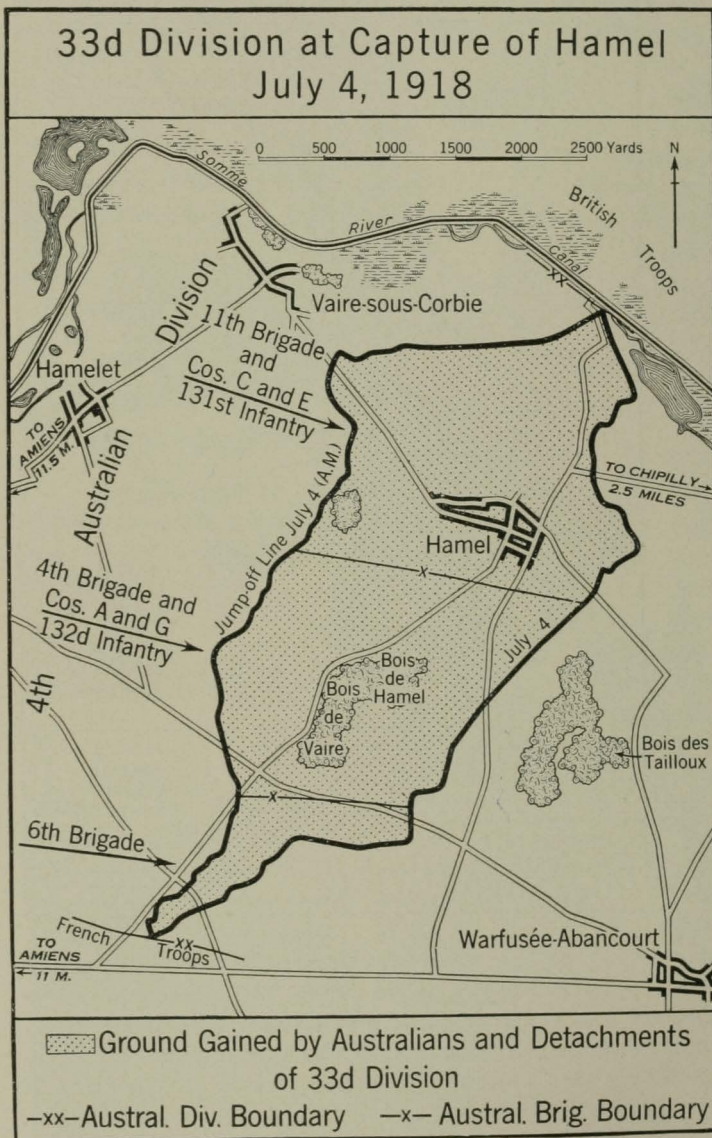 33d Division at Capture of Hamel
July 4, 1918
0 500 1000 1500 2000 2500 Yards
N
Somme
River
Canal
British
Troops
-xx-
Division
Vaire-sous-Corbie
11th Brigade
and
Cos. C and E
131st Infantry
Hamelet
TO
AMIENS
11.5 M.
Australian
Jump-off Line July 4 (A.M.)
TO CHIPILLY
2.5 MILES
Hamel
x
4th Brigade and
Cos. A and G
132d Infantry
July 4
4th
Bois
de
Hamel
Bois
de
Vaire
Bois des
Tailloux
x
6th Brigade
French
Troops
xx
TO
AMIENS
11 M.
Warfusée-Abancourt
Ground Gained by Australians and Detachments
of 33d Division
-xx- Austral. Div. Boundary -x- Austral. Brig. Boundary